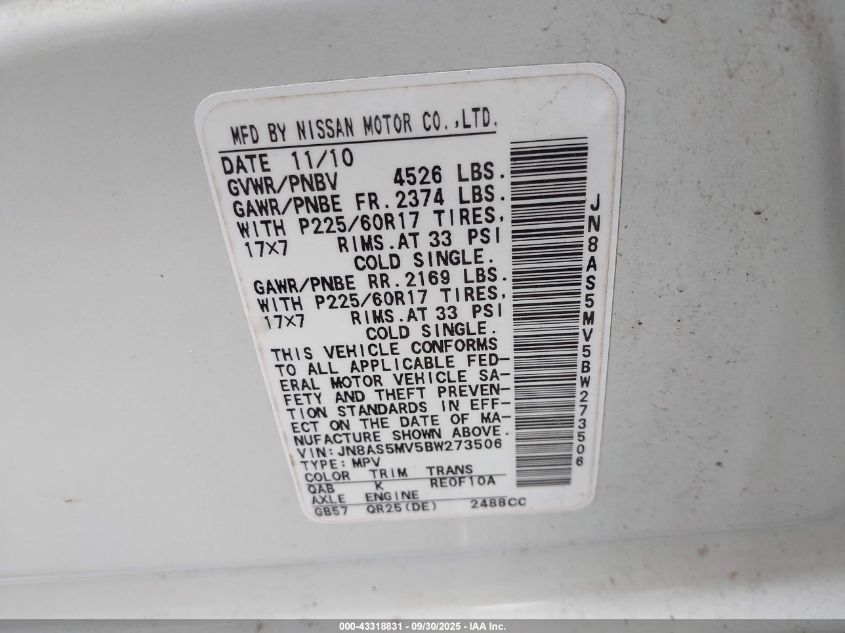 MFD BY NISSAN MOTOR CO.,LTD.
DATE 11/10
GVWR/PNBV 4526 LBS.
GAWR/PNBE FR. 2374 LBS.
WITH P225/60R17 TIRES,
17×7 RIMS. AT 33 PSI
COLD SINGLE.
GAWR/PNBE RR. 2169 LBS.
WITH P225/60R17 TIRES,
17×7 RIMS. AT 33 PSI
COLD SINGLE.
THIS VEHICLE CONFORMS
TO ALL APPLICABLE FED-
ERAL MOTOR VEHICLE SA-
FETY AND THEFT PREVEN-
TION STANDARDS IN EFF-
ECT ON THE DATE OF MA-
NUFACTURE SHOWN ABOVE.
VIN: JN8AS5MV5BW273506
TYPE: MPV
COLOR TRIM TRANS
QAB K RE0F10A
AXLE ENGINE
GB57 QR25(DE) 2488CC
JN8AS5MV5BW273506
000-43318831 - 09/30/2025 - IAA Inc.